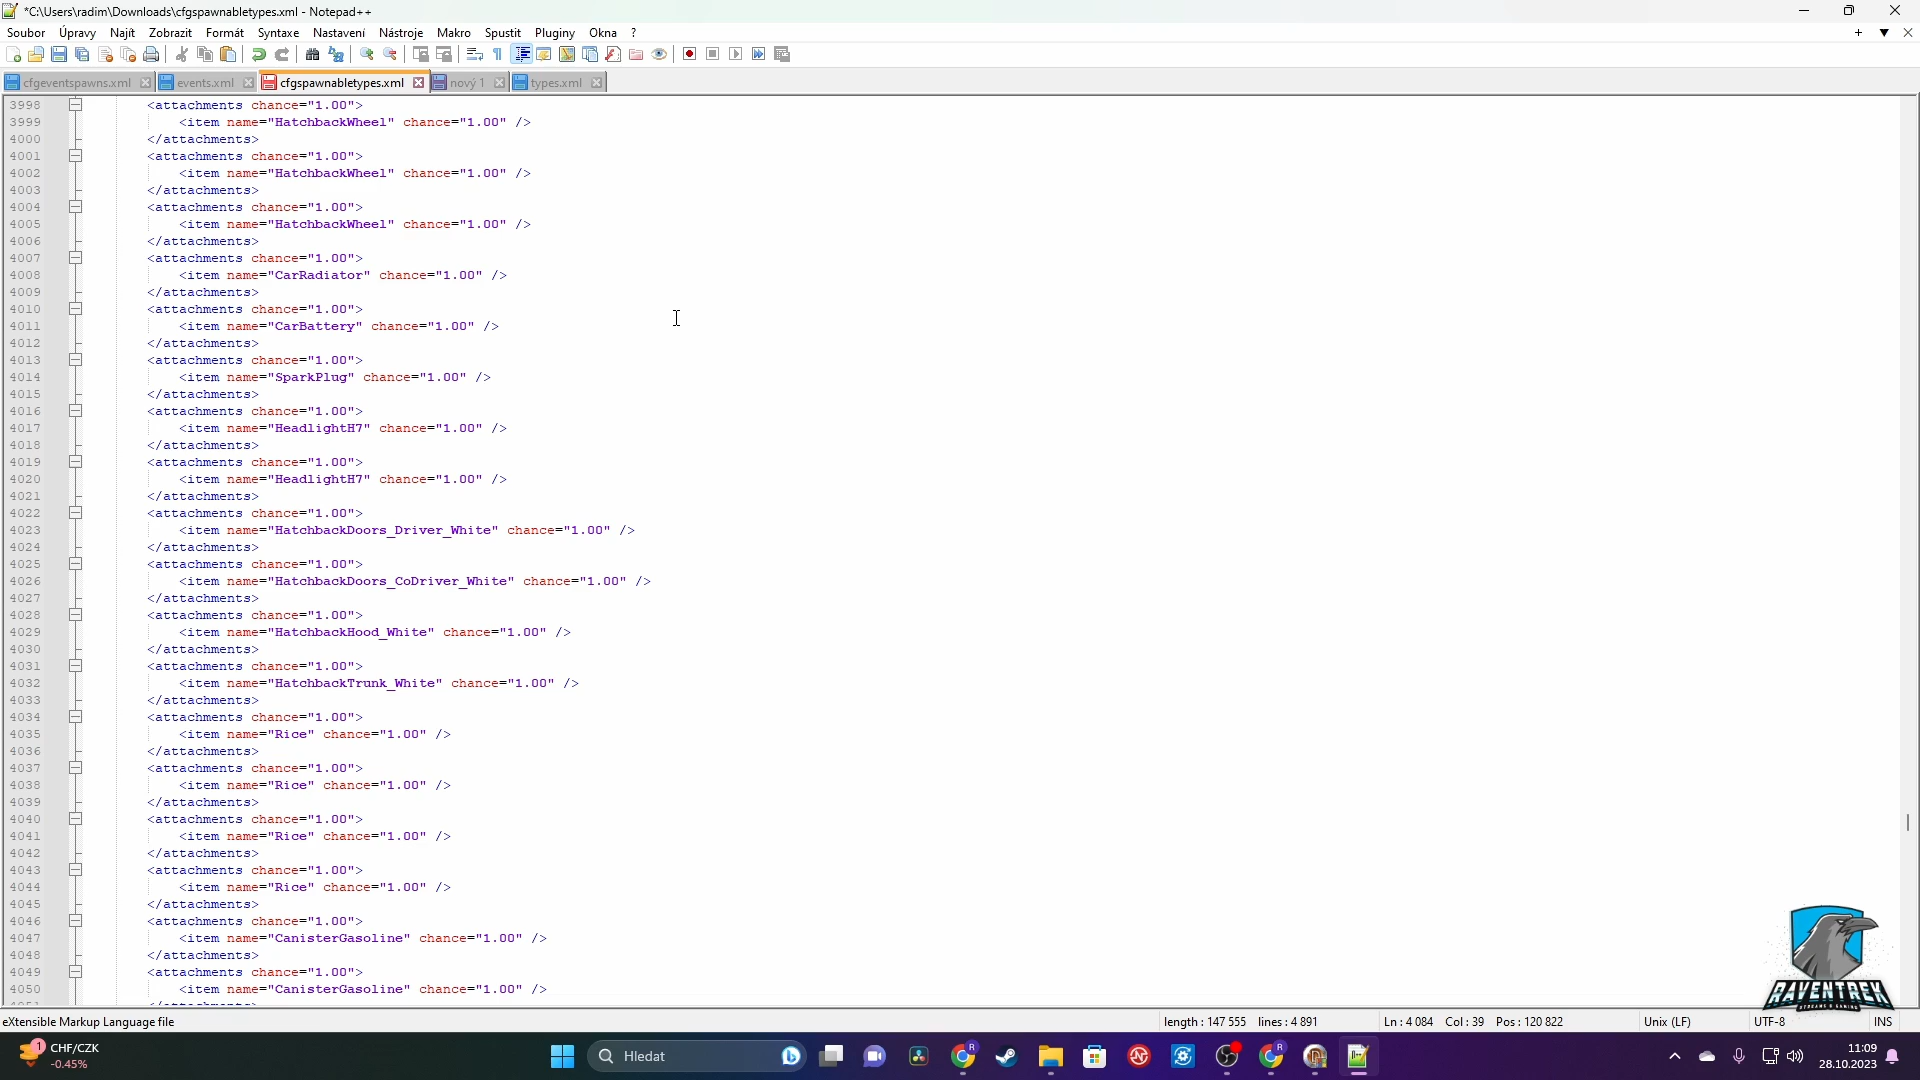 *C:\Users\radim\Downloads\cfgspawnabletypes.xml - Notepad++
Soubor Úpravy Najít Zobrazit Formát Syntaxe Nastavení Nástroje Makro Spustit Pluginy Okna ?
cfgeventspawns.xml events.xml cfgspawnabletypes.xml nový 1 types.xml
3998 <attachments chance="1.00">
3999 <item name="HatchbackWheel" chance="1.00" />
4000 </attachments>
4001 <attachments chance="1.00">
4002 <item name="HatchbackWheel" chance="1.00" />
4003 </attachments>
4004 <attachments chance="1.00">
4005 <item name="HatchbackWheel" chance="1.00" />
4006 </attachments>
4007 <attachments chance="1.00">
4008 <item name="CarRadiator" chance="1.00" />
4009 </attachments>
4010 <attachments chance="1.00">
4011 <item name="CarBattery" chance="1.00" />
4012 </attachments>
4013 <attachments chance="1.00">
4014 <item name="SparkPlug" chance="1.00" />
4015 </attachments>
4016 <attachments chance="1.00">
4017 <item name="HeadlightH7" chance="1.00" />
4018 </attachments>
4019 <attachments chance="1.00">
4020 <item name="HeadlightH7" chance="1.00" />
4021 </attachments>
4022 <attachments chance="1.00">
4023 <item name="HatchbackDoors_Driver_White" chance="1.00" />
4024 </attachments>
4025 <attachments chance="1.00">
4026 <item name="HatchbackDoors_CoDriver_White" chance="1.00" />
4027 </attachments>
4028 <attachments chance="1.00">
4029 <item name="HatchbackHood_White" chance="1.00" />
4030 </attachments>
4031 <attachments chance="1.00">
4032 <item name="HatchbackTrunk_White" chance="1.00" />
4033 </attachments>
4034 <attachments chance="1.00">
4035 <item name="Rice" chance="1.00" />
4036 </attachments>
4037 <attachments chance="1.00">
4038 <item name="Rice" chance="1.00" />
4039 </attachments>
4040 <attachments chance="1.00">
4041 <item name="Rice" chance="1.00" />
4042 </attachments>
4043 <attachments chance="1.00">
4044 <item name="Rice" chance="1.00" />
4045 </attachments>
4046 <attachments chance="1.00">
4047 <item name="CanisterGasoline" chance="1.00" />
4048 </attachments>
4049 <attachments chance="1.00">
4050 <item name="CanisterGasoline" chance="1.00" />
4051 </attachments>
RAVENTREK
eXtensible Markup Language file length : 147 555 lines : 4 891 Ln : 4 084 Col : 39 Pos : 120 822 Unix (LF) UTF-8 INS
1 CHF/CZK
-0.45%
Hledat
11:09
28.10.2023